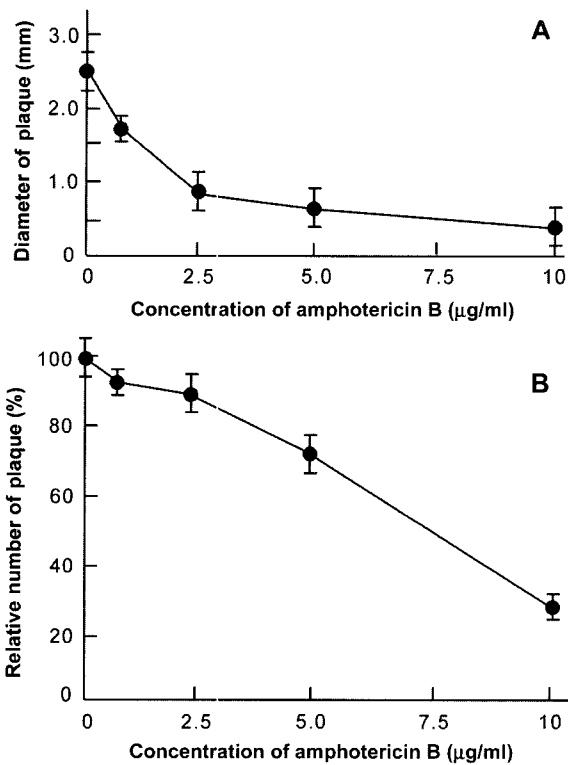 A
Diameter of plaque (mm)
3.0
2.0
1.0
0
0 2.5 5.0 7.5 10
Concentration of amphotericin B (μg/ml)
B
Relative number of plaque (%)
100
80
60
40
20
0
0 2.5 5.0 7.5 10
Concentration of amphotericin B (μg/ml)